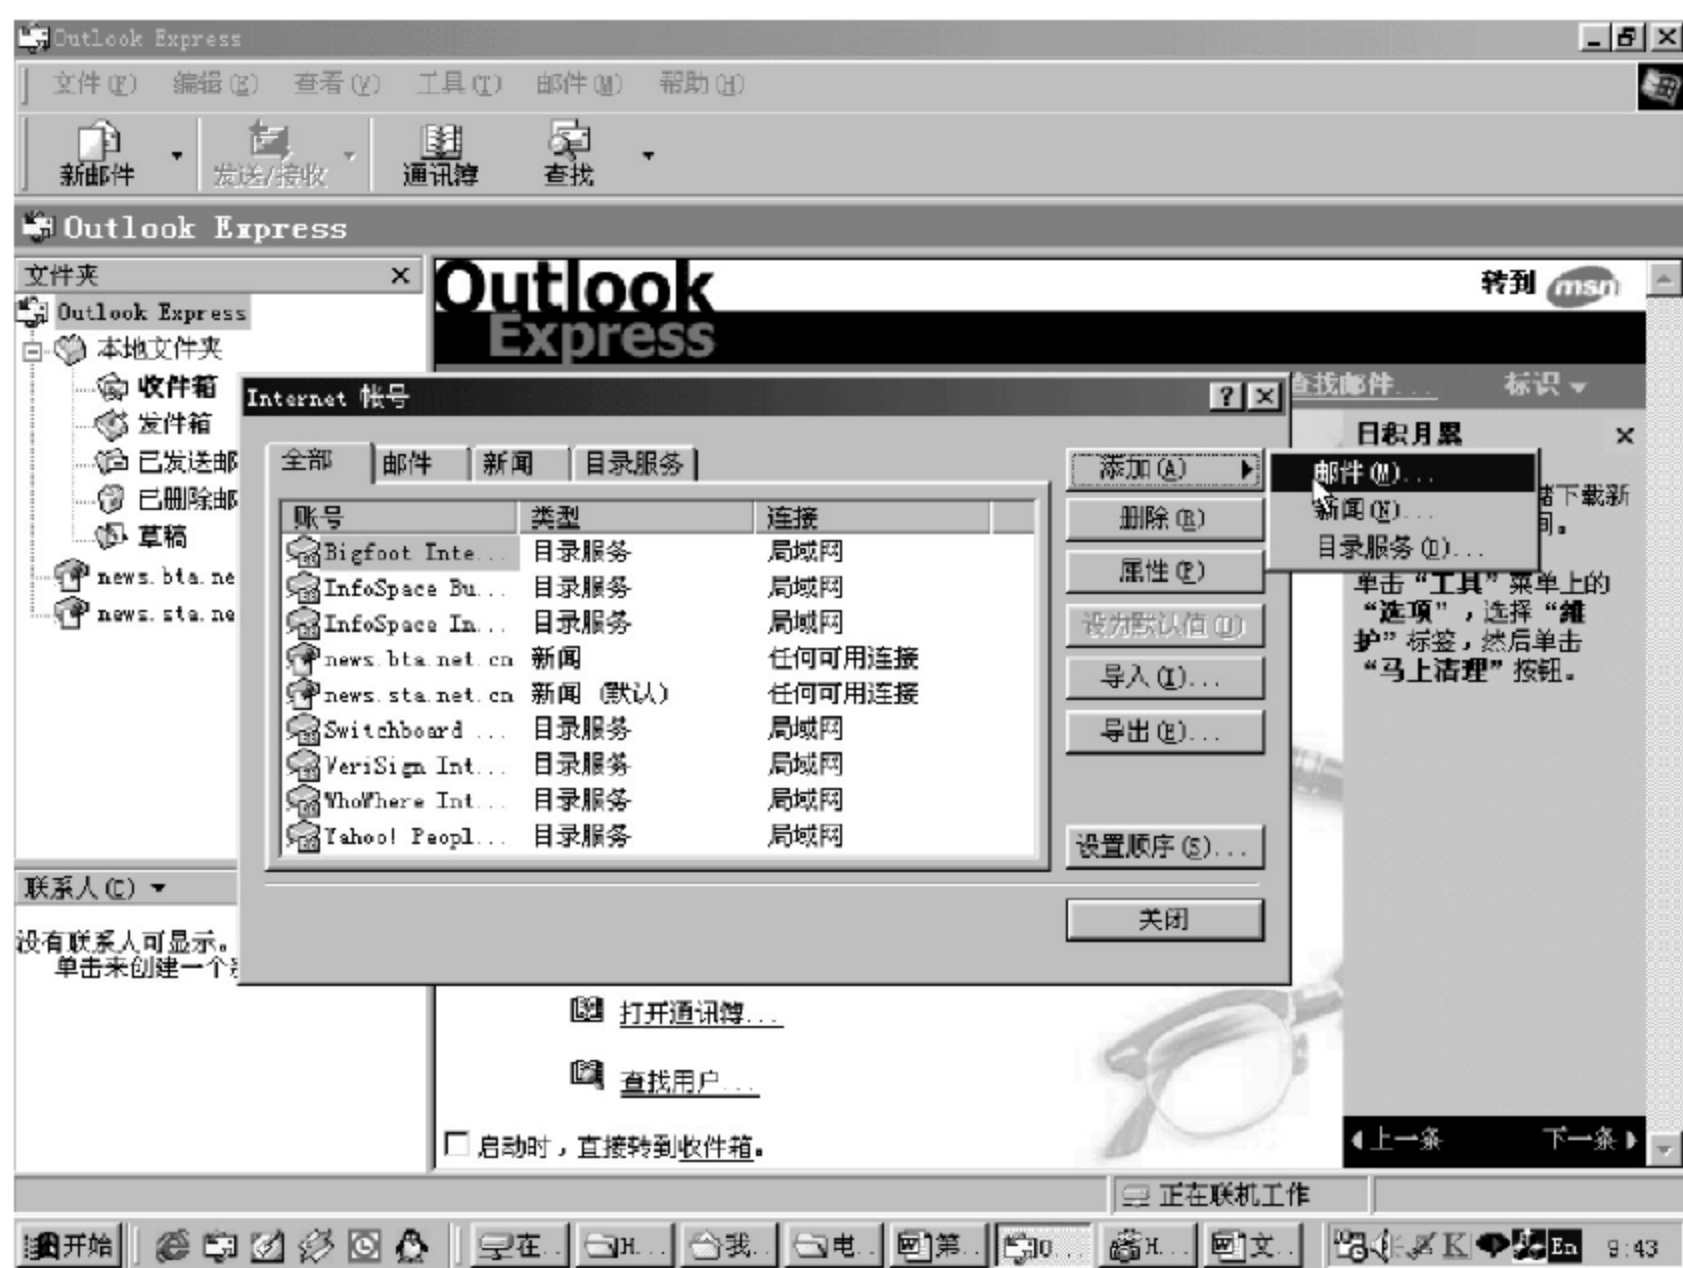 Outlook Express
文件(F) 编辑(E) 查看(V) 工具(T) 邮件(M) 帮助(H)
新邮件 发送/接收 通讯簿 查找
Outlook Express
文件夹
Outlook Express
本地文件夹
收件箱
发件箱
已发送邮
已删除邮
草稿
news.bta.ne
news.sta.ne
联系人(C)
没有联系人可显示。
单击来创建一个
Outlook
Express
转到 msn
查找邮件... 标识
Internet 帐号
全部 邮件 新闻 目录服务
账号 类型 连接
Bigfoot Inte... 目录服务 局域网
InfoSpace Bu... 目录服务 局域网
InfoSpace In... 目录服务 局域网
news.bta.net.cn 新闻 任何可用连接
news.sta.net.cn 新闻 (默认) 任何可用连接
Switchboard ... 目录服务 局域网
VeriSign Int... 目录服务 局域网
WhoWhere Int... 目录服务 局域网
Yahoo! Peopl... 目录服务 局域网
添加(A)
删除(R)
属性(P)
设为默认值(U)
导入(I)...
导出(E)...
设置顺序(S)...
关闭
邮件(M)...
新闻(N)...
目录服务(D)...
日积月累
下载新
间。
单击“工具”菜单上的
“选项”,选择“维
护”标签,然后单击
“马上清理”按钮。
上一条 下一条
打开通讯簿...
查找用户...
启动时,直接转到收件箱。
正在联机工作
开始 在.. H... 我.. 电.. 第.. O... H... 文.. En 9:43